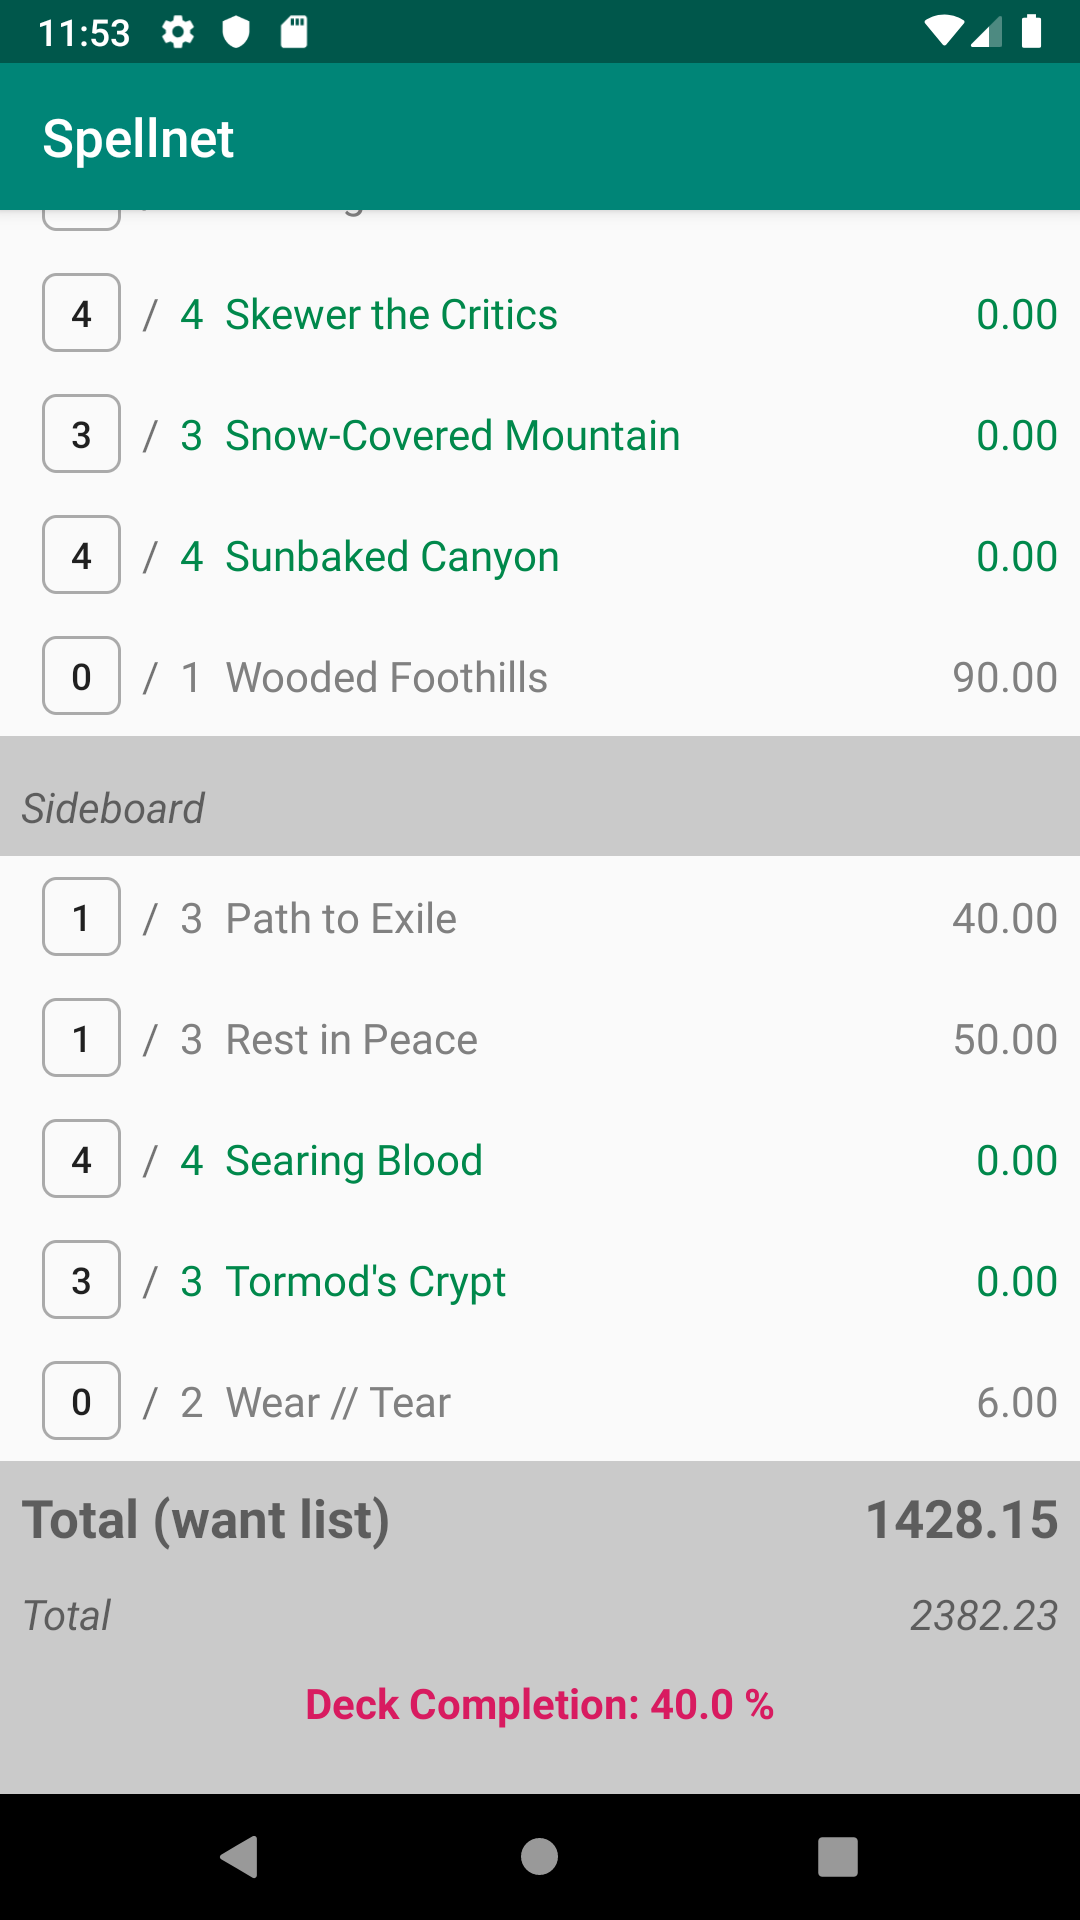 11:53
Spellnet
4 / 4 Skewer the Critics 0.00
3 / 3 Snow-Covered Mountain 0.00
4 / 4 Sunbaked Canyon 0.00
0 / 1 Wooded Foothills 90.00
Sideboard
1 / 3 Path to Exile 40.00
1 / 3 Rest in Peace 50.00
4 / 4 Searing Blood 0.00
3 / 3 Tormod's Crypt 0.00
0 / 2 Wear // Tear 6.00
Total (want list) 1428.15
Total 2382.23
Deck Completion: 40.0 %